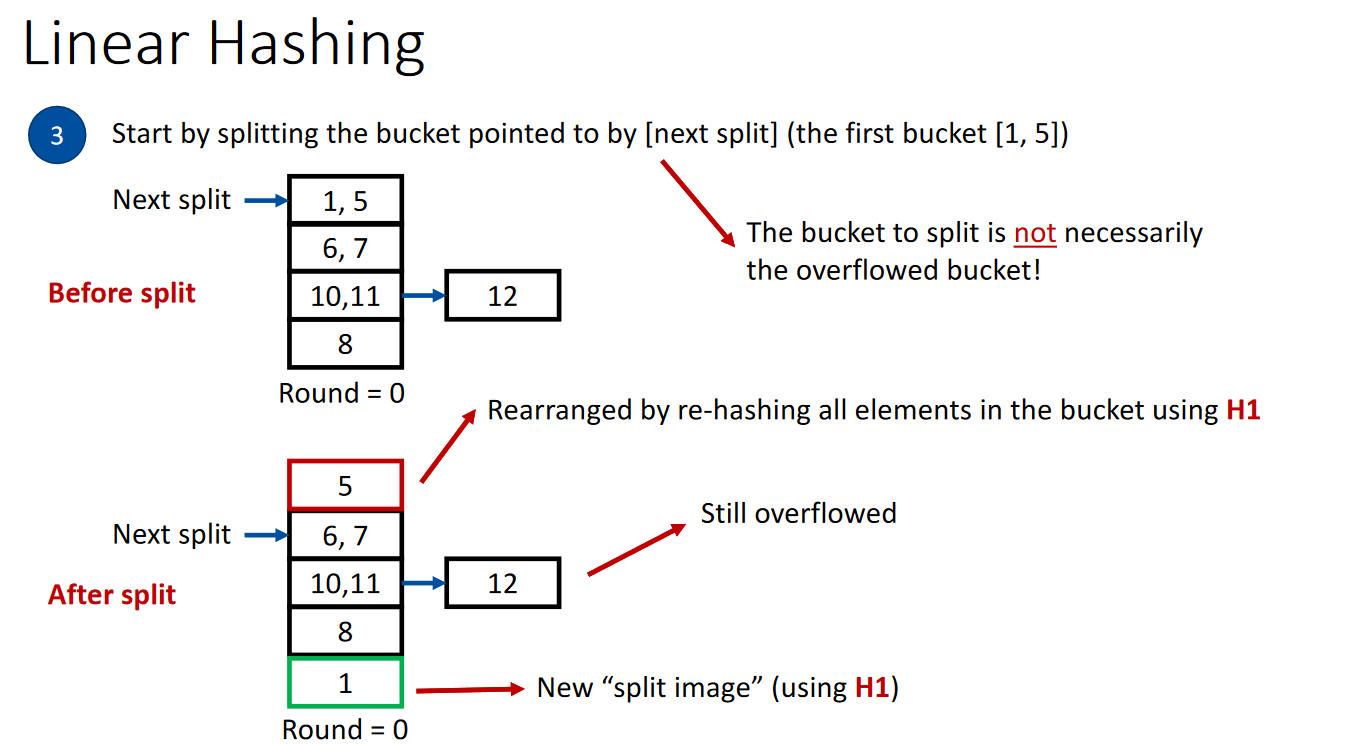 Linear Hashing
3
Start by splitting the bucket pointed to by [next split] (the first bucket [1, 5])
Next split
1, 5
6, 7
10,11
12
8
Before split
Round = 0
The bucket to split is not necessarily
the overflowed bucket!
Rearranged by re-hashing all elements in the bucket using H1
5
Still overflowed
Next split
6, 7
10,11
12
After split
8
1
New “split image” (using H1)
Round = 0